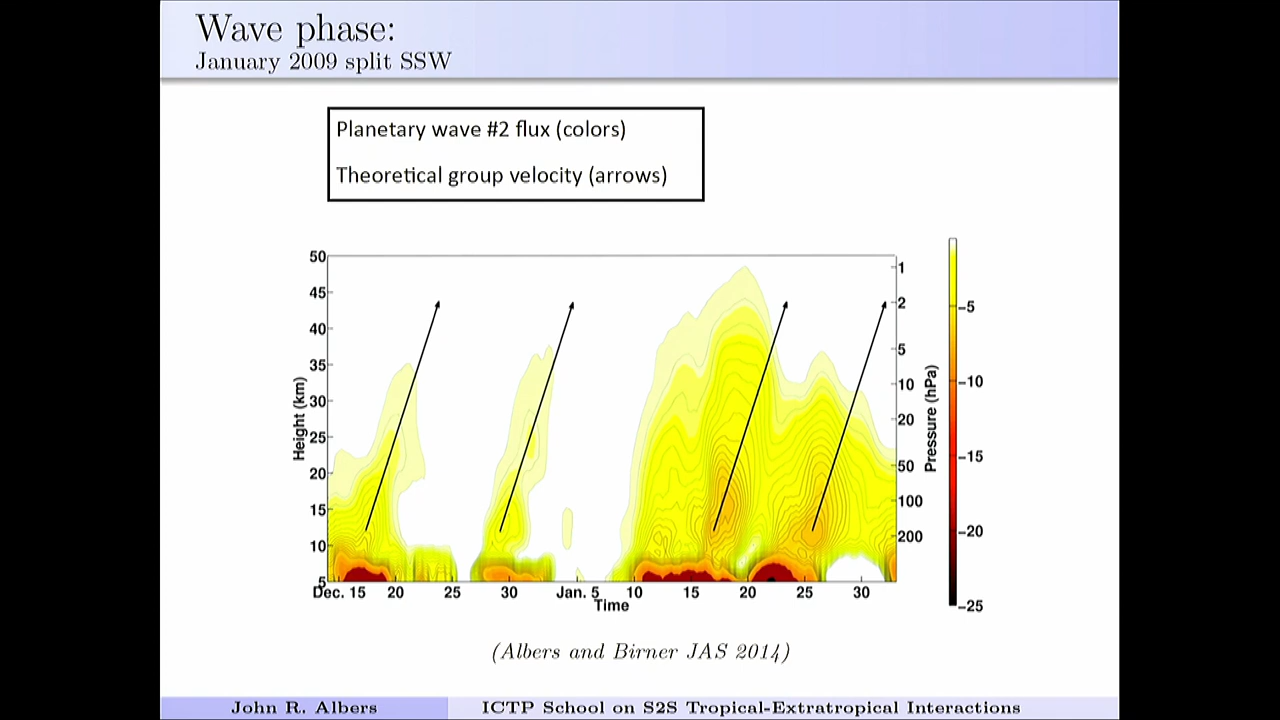 Wave phase:
January 2009 split SSW
Planetary wave #2 flux (colors)
Theoretical group velocity (arrows)
50
45
40
35
30
25
20
15
10
5
Height (km)
Dec. 15 20 25 30 Jan. 5 10 15 20 25 30
Time
1
2
5
10
20
50
100
200
Pressure (hPa)
−5
−10
−15
−20
−25
(Albers and Birner JAS 2014)
John R. Albers ICTP School on S2S Tropical-Extratropical Interactions